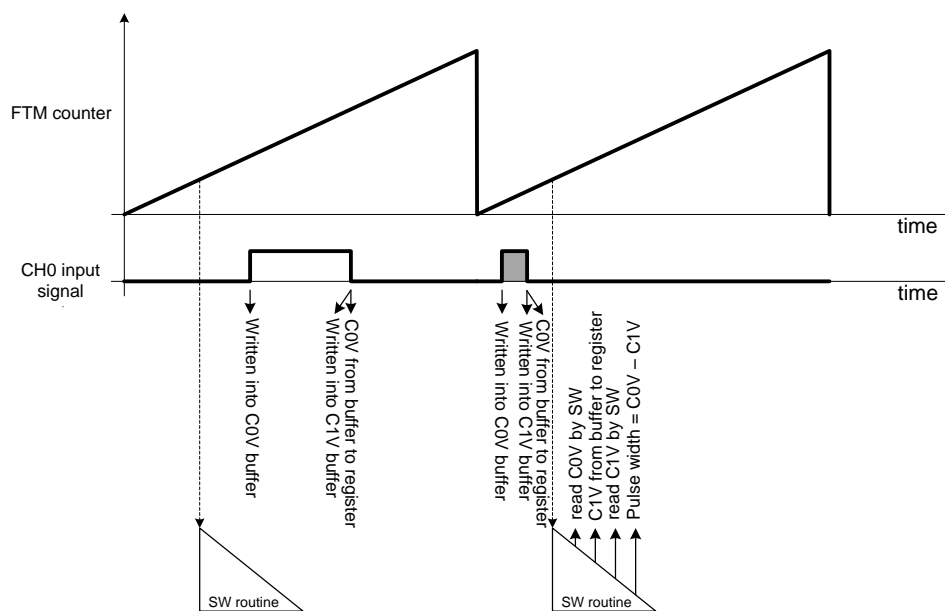 FTM counter
time
CH0 input
signal
time
Written into C0V buffer
Written into C1V buffer
C0V from buffer to register
Written into C0V buffer
Written into C1V buffer
C0V from buffer to register
read C0V by SW
C1V from buffer to register
read C1V by SW
Pulse width = C0V – C1V
SW routine
SW routine